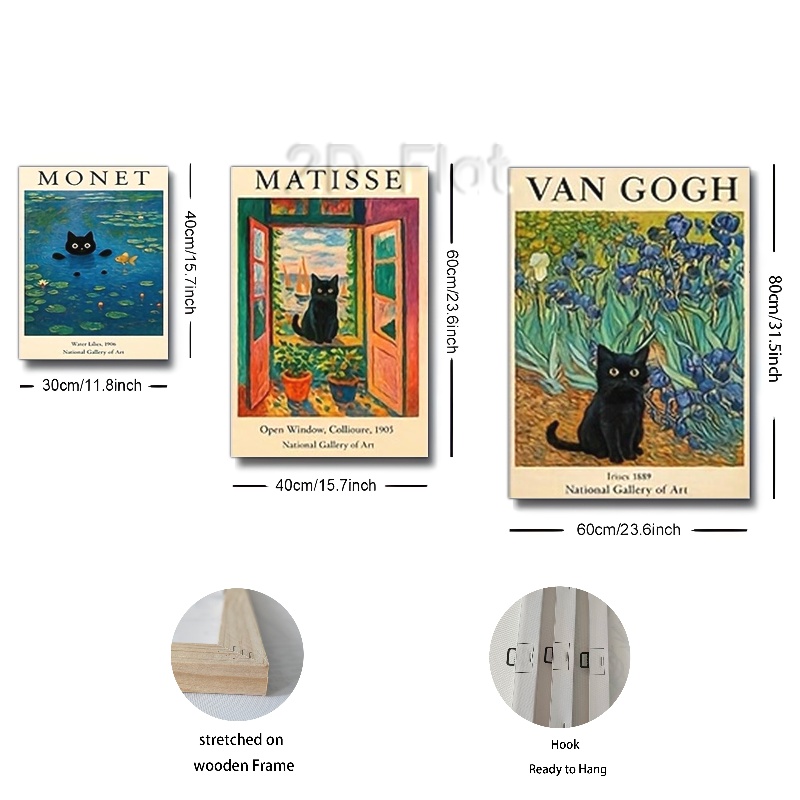 2D Flat
MONET
Water Lilies, 1906
National Gallery of Art
40cm/15.7inch
30cm/11.8inch
MATISSE
Open Window, Collioure, 1905
National Gallery of Art
60cm/23.6inch
40cm/15.7inch
VAN GOGH
Irises 1889
National Gallery of Art
80cm/31.5inch
60cm/23.6inch
stretched on
wooden Frame
Hook
Ready to Hang